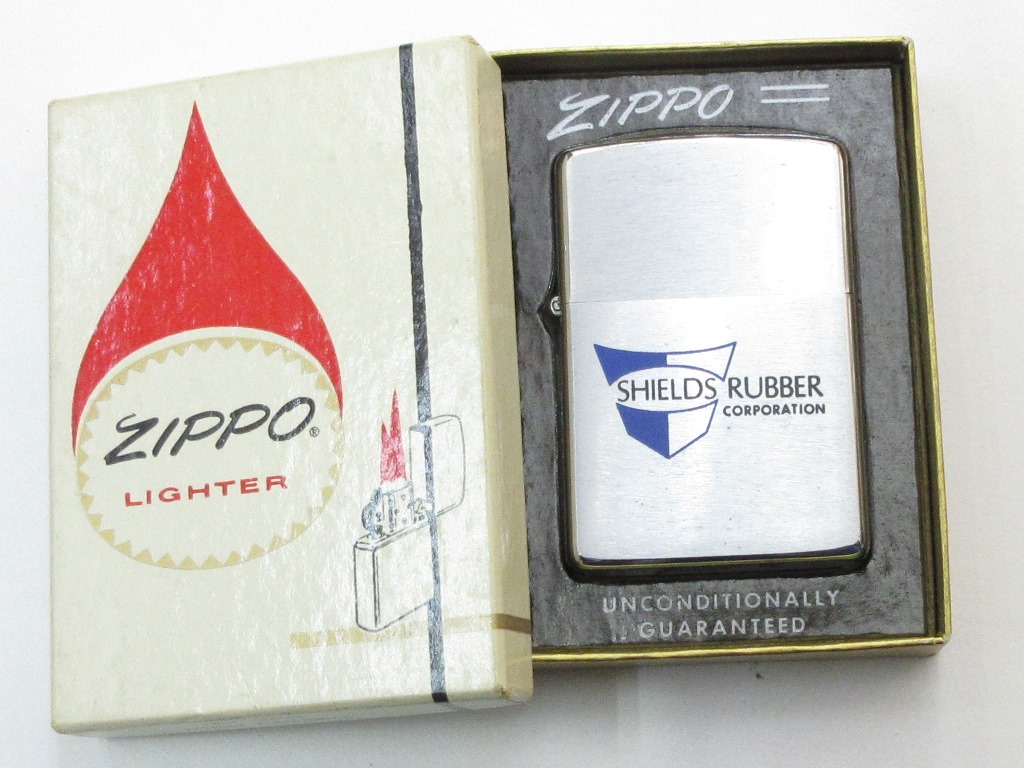 ZIPPO®
LIGHTER
ZIPPO
SHIELDS RUBBER
CORPORATION
UNCONDITIONALLY
GUARANTEED